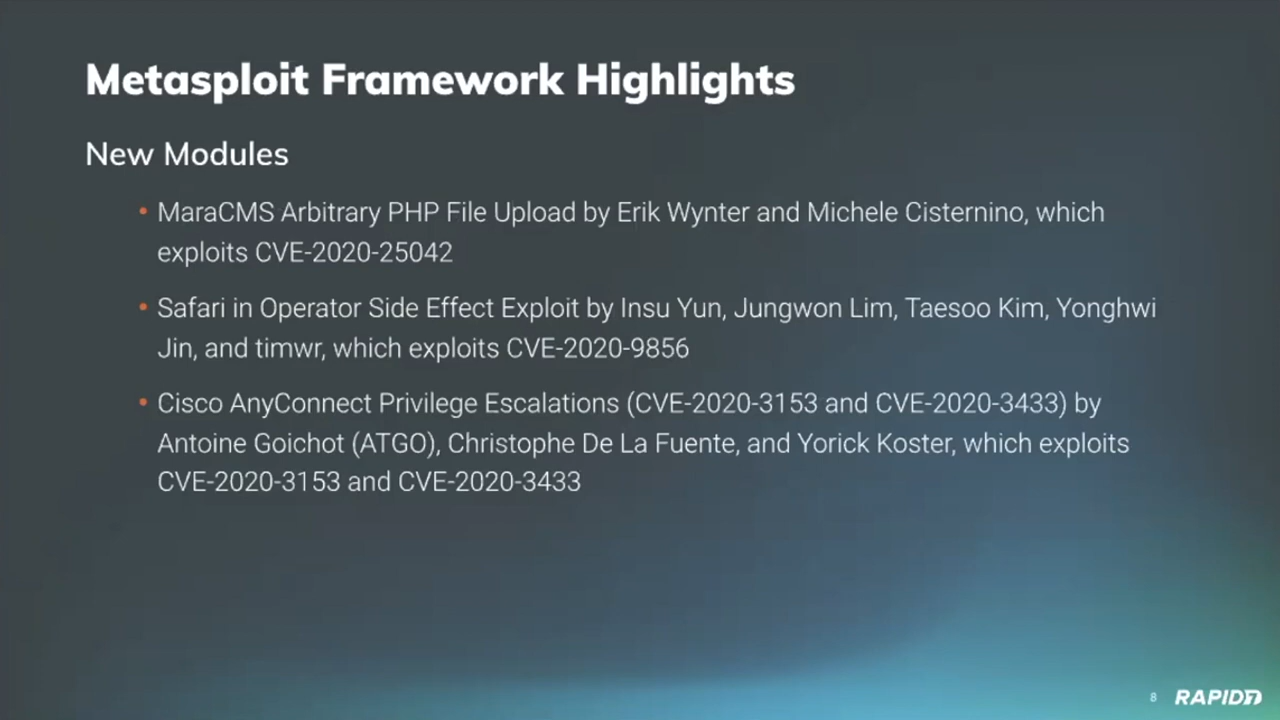 Metasploit Framework Highlights
New Modules
• MaraCMS Arbitrary PHP File Upload by Erik Wynter and Michele Cisternino, which
exploits CVE-2020-25042
• Safari in Operator Side Effect Exploit by Insu Yun, Jungwon Lim, Taesoo Kim, Yonghwi
Jin, and timwr, which exploits CVE-2020-9856
• Cisco AnyConnect Privilege Escalations (CVE-2020-3153 and CVE-2020-3433) by
Antoine Goichot (ATGO), Christophe De La Fuente, and Yorick Koster, which exploits
CVE-2020-3153 and CVE-2020-3433
8 RAPID7